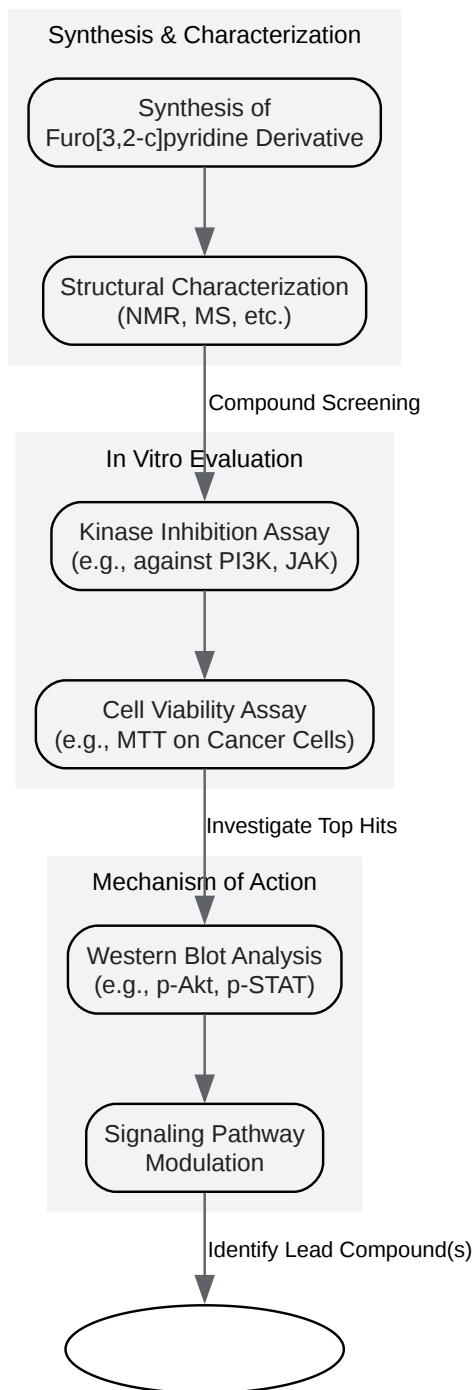 Synthesis & Characterization
Synthesis of
Furo[3,2-c]pyridine Derivative
Structural Characterization
(NMR, MS, etc.)
Compound Screening
In Vitro Evaluation
Kinase Inhibition Assay
(e.g., against PI3K, JAK)
Cell Viability Assay
(e.g., MTT on Cancer Cells)
Investigate Top Hits
Mechanism of Action
Western Blot Analysis
(e.g., p-Akt, p-STAT)
Signaling Pathway
Modulation
Identify Lead Compound(s)